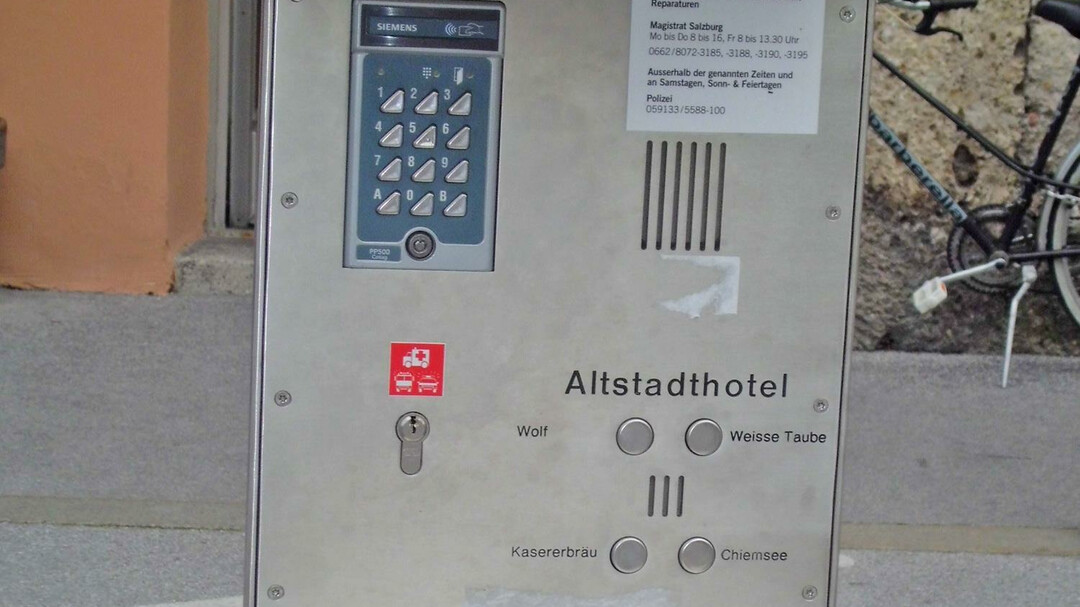 SIEMENS
1 2 3
4 5 6
7 8 9
A 0 B
PP500
Cotag
Reparaturen
Magistrat Salzburg
Mo bis Do 8 bis 16, Fr 8 bis 13.30 Uhr
0662/8072-3185, -3188, -3190, -3195
Ausserhalb der genannten Zeiten und
an Samstagen, Sonn- & Feiertagen
Polizei
059133/5588-100
Altstadthotel
Wolf
Weisse Taube
Kasererbräu
Chiemsee